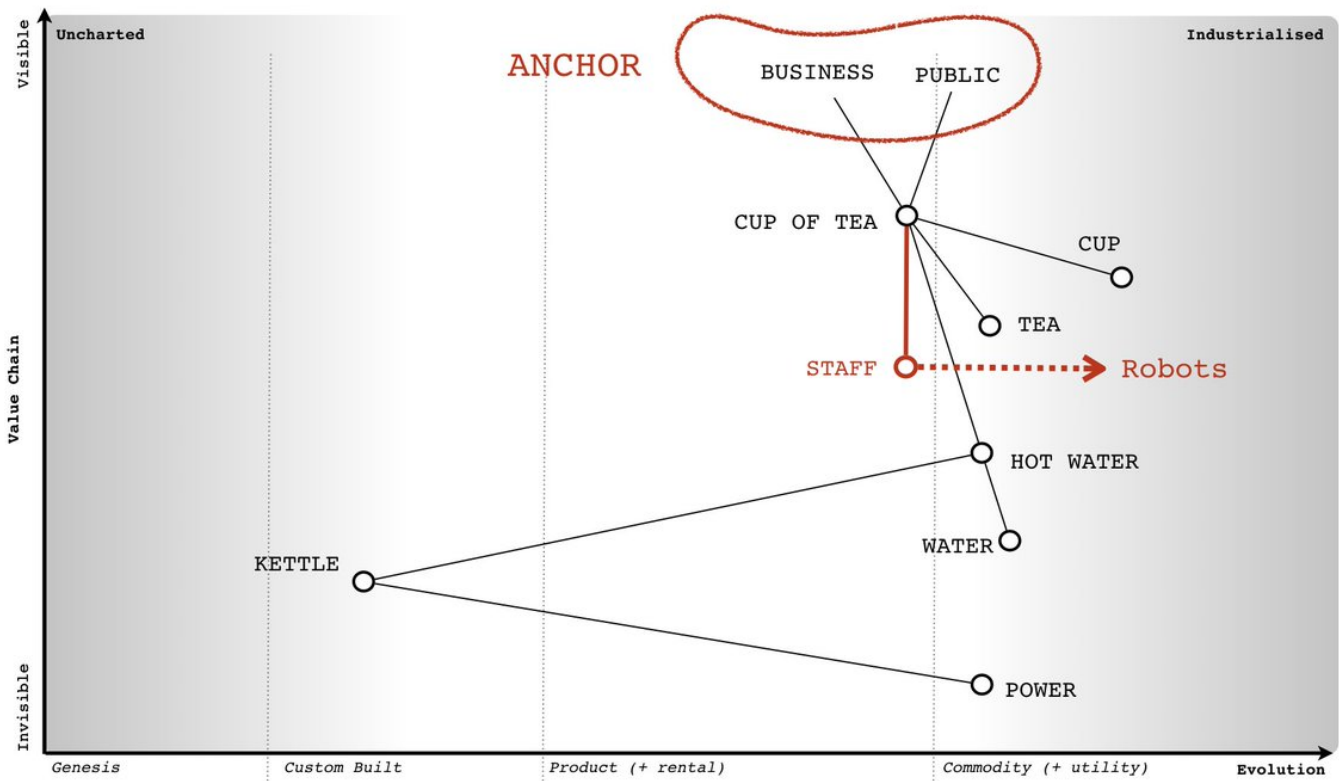 Visible
Uncharted
Industrialised
ANCHOR
BUSINESS
PUBLIC
CUP OF TEA
CUP
TEA
STAFF
Robots
Value Chain
HOT WATER
WATER
KETTLE
POWER
Invisible
Genesis
Custom Built
Product (+ rental)
Commodity (+ utility)
Evolution